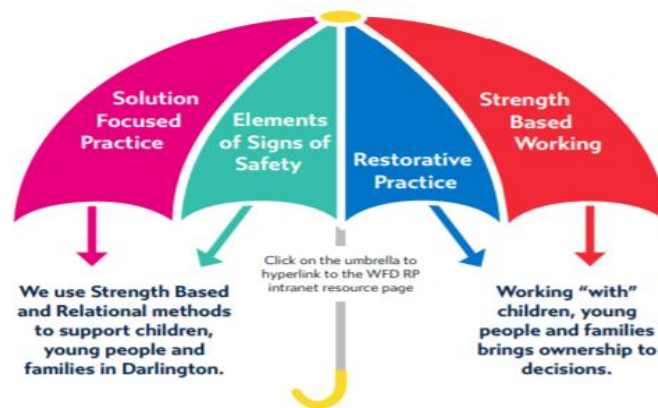 Solution
Focused
Practice
Elements
of Signs of
Safety
Restorative
Practice
Strength
Based
Working
We use Strength Based
and Relational methods
to support children,
young people and
families in Darlington.
Click on the umbrella to
hyperlink to the WFD RP
intranet resource page
Working “with”
children, young
people and families
brings ownership to
decisions.